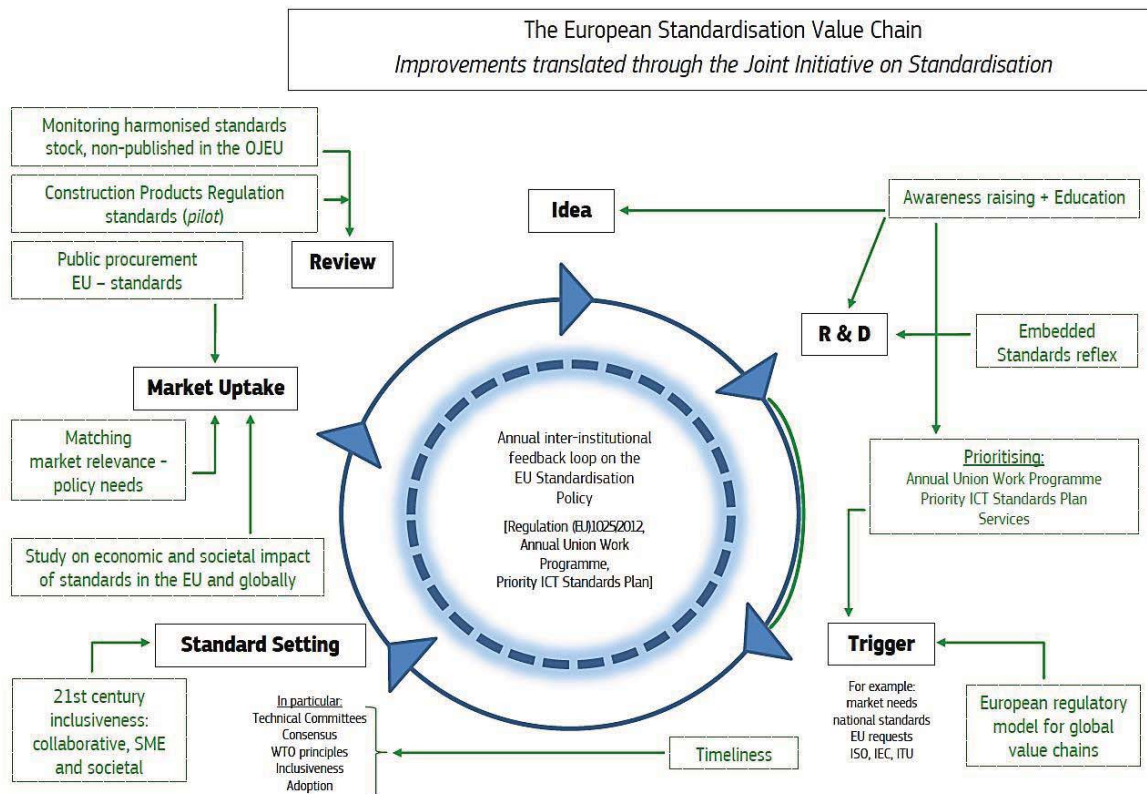 The European Standardisation Value Chain
Improvements translated through the Joint Initiative on Standardisation
Monitoring harmonised standards
stock, non-published in the OJEU
Construction Products Regulation
standards (pilot)
Public procurement
EU – standards
Review
Idea
Awareness raising + Education
R & D
Embedded
Standards reflex
Market Uptake
Matching
market relevance –
policy needs
Annual inter-institutional
feedback loop on the
EU Standardisation
Policy
[Regulation (EU)1025/2012,
Annual Union Work
Programme,
Priority ICT Standards Plan]
Prioritising:
Annual Union Work Programme
Priority ICT Standards Plan
Services
Study on economic and societal impact
of standards in the EU and globally
Standard Setting
Trigger
21st century
inclusiveness:
collaborative, SME
and societal
In particular:
Technical Committees
Consensus
WTO principles
Inclusiveness
Adoption
Timeliness
For example:
market needs
national standards
EU requests
ISO, IEC, ITU
European regulatory
model for global
value chains